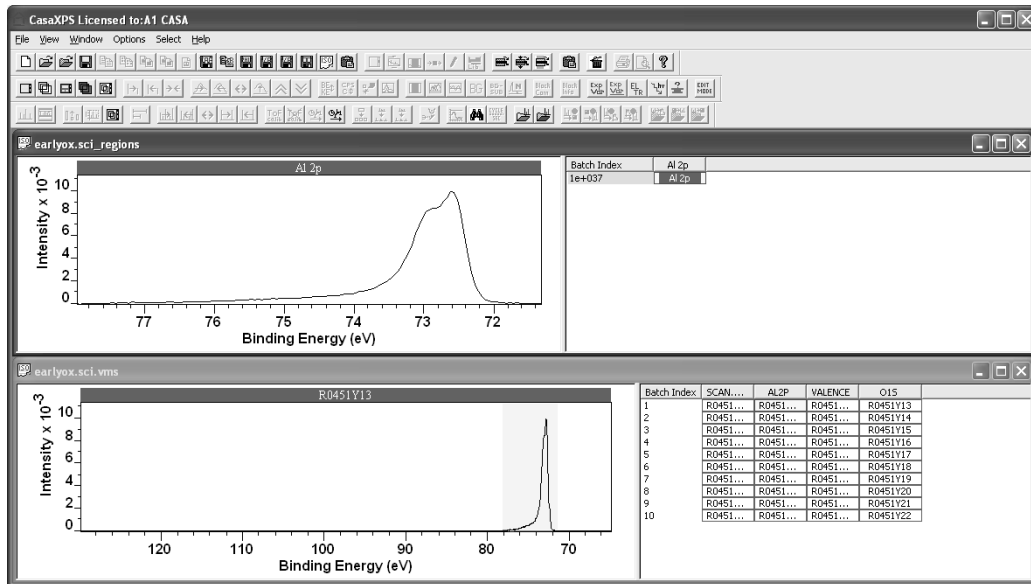 CasaXPS Licensed to:A1 CASA
File View Window Options Select Help
earlyox.sci_regions
Al 2p
Intensity x 10^-3
10
8
6
4
2
0
77 76 75 74 73 72
Binding Energy (eV)
Batch Index Al 2p
1e+037 Al 2p
earlyox.sci.vms
R0451Y13
Intensity x 10^-3
10
8
6
4
2
0
120 110 100 90 80 70
Binding Energy (eV)
Batch Index SCAN.... AL2P VALENCE O1S
1 R0451... R0451... R0451... R0451Y13
2 R0451... R0451... R0451... R0451Y14
3 R0451... R0451... R0451... R0451Y15
4 R0451... R0451... R0451... R0451Y16
5 R0451... R0451... R0451... R0451Y17
6 R0451... R0451... R0451... R0451Y18
7 R0451... R0451... R0451... R0451Y19
8 R0451... R0451... R0451... R0451Y20
9 R0451... R0451... R0451... R0451Y21
10 R0451... R0451... R0451... R0451Y22